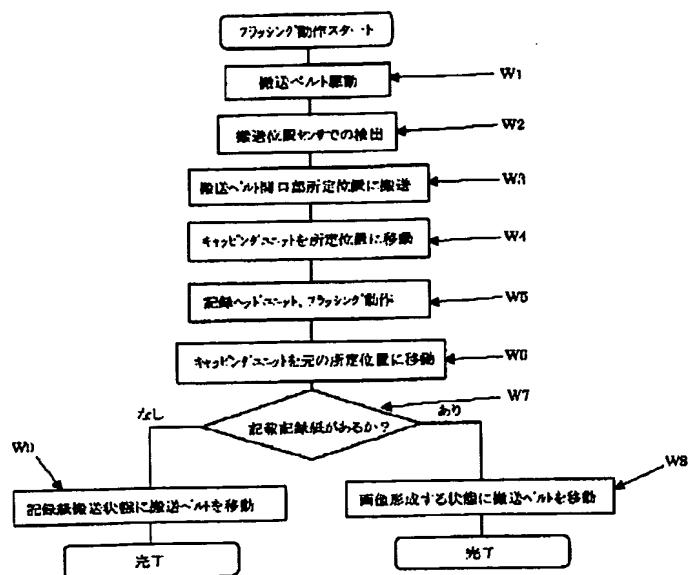 フラッシング動作スタート
搬送ベルト駆動
W1
搬送位置センサでの検出
W2
搬送ベルト開口部所定位置に搬送
W3
キャッピングユニットを所定位置に移動
W4
記録ヘッドユニット、フラッシング動作
W5
キャッピングユニットを元の所定位置に移動
W6
W7
なし
記載記録紙があるか?
あり
W9
W8
記録紙搬送状態に搬送ベルトを移動
画像形成する状態に搬送ベルトを移動
完了
完了